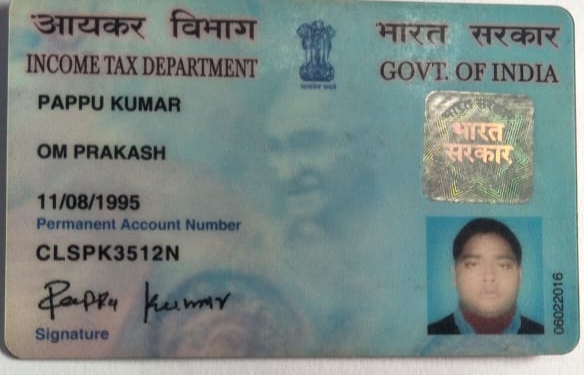 आयकर विभाग
INCOME TAX DEPARTMENT
भारत सरकार
GOVT. OF INDIA
PAPPU KUMAR
OM PRAKASH
11/08/1995
Permanent Account Number
CLSPK3512N
Pappu Kumar
Signature
भारत
सरकार
06022016